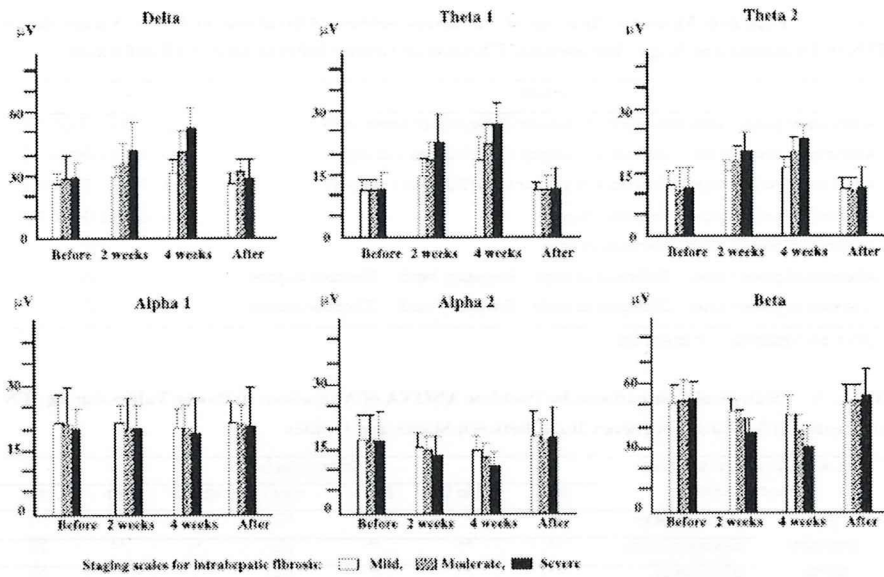 Delta
Theta 1
Theta 2
μV
60
30
0
Before 2 weeks 4 weeks After
μV
30
15
0
Before 2 weeks 4 weeks After
μV
30
15
0
Before 2 weeks 4 weeks After
Alpha 1
Alpha 2
Beta
μV
30
15
0
Before 2 weeks 4 weeks After
μV
30
15
0
Before 2 weeks 4 weeks After
μV
60
30
0
Before 2 weeks 4 weeks After
Staging scales for intrahepatic fibrosis: Mild, Moderate, Severe